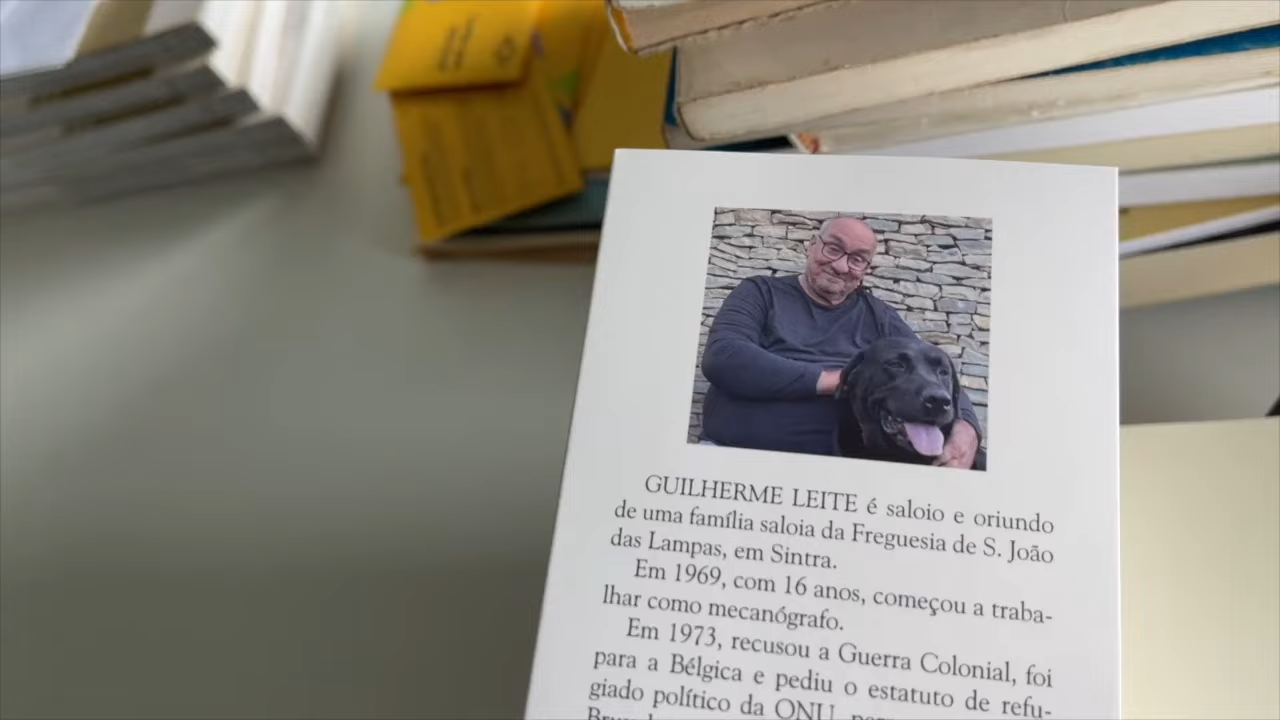 GUILHERME LEITE é saloio e oriundo
de uma família saloia da Freguesia de S. João
das Lampas, em Sintra.
Em 1969, com 16 anos, começou a traba-
lhar como mecanógrafo.
Em 1973, recusou a Guerra Colonial, foi
para a Bélgica e pediu o estatuto de refu-
giado político da ONU,